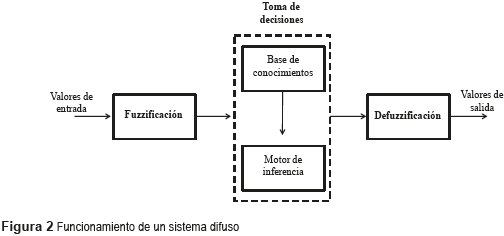 Toma de
decisiones
Valores de
entrada
Fuzzificación
Base de
conocimientos
Motor de
inferencia
Defuzzificación
Valores de
salida
Figura 2 Funcionamiento de un sistema difuso